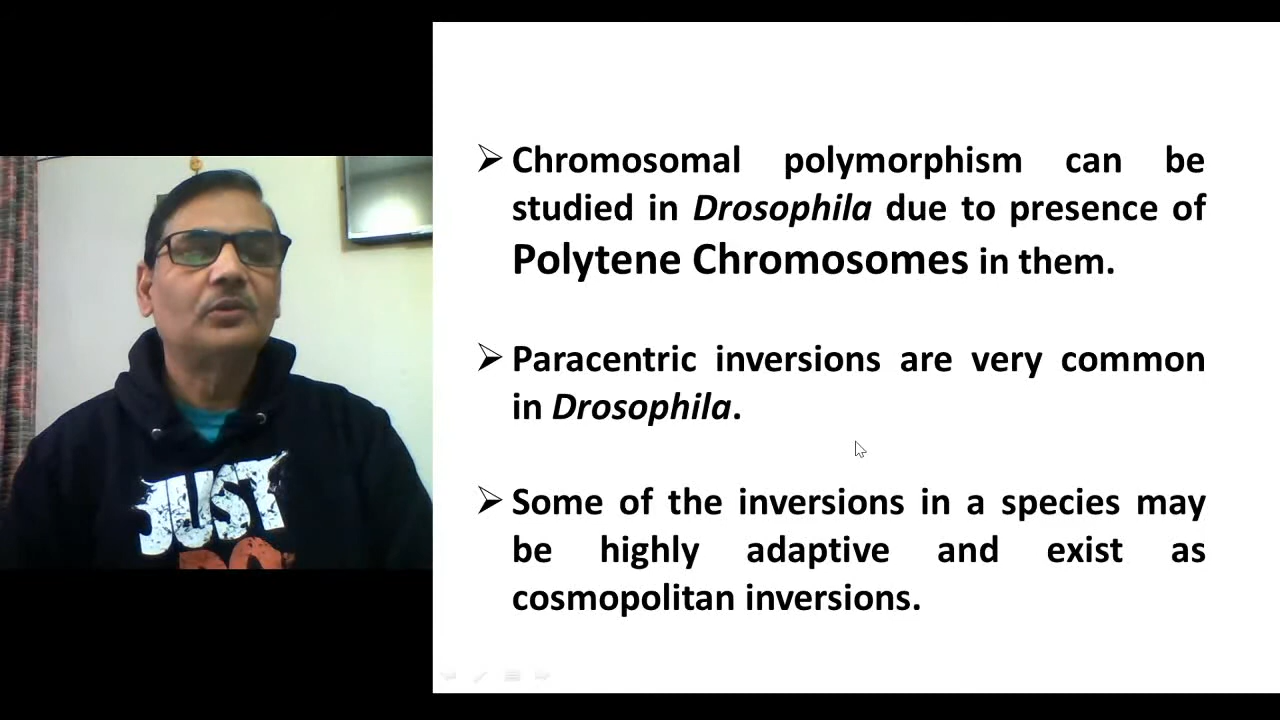 ➢ Chromosomal polymorphism can be
studied in Drosophila due to presence of
Polytene Chromosomes in them.
➢ Paracentric inversions are very common
in Drosophila.
➢ Some of the inversions in a species may
be highly adaptive and exist as
cosmopolitan inversions.
JUST